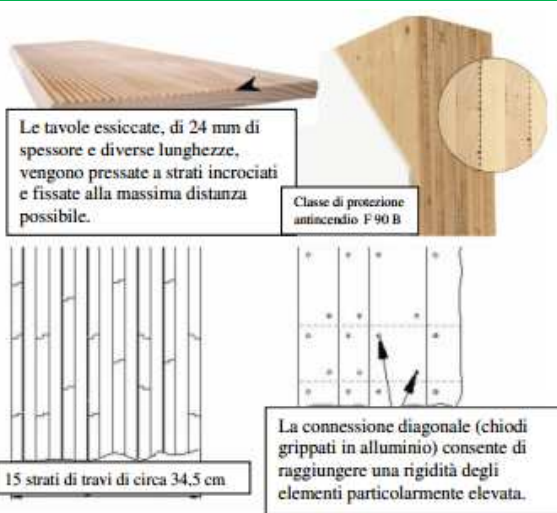 Le tavole essiccate, di 24 mm di
spessore e diverse lunghezze,
vengono pressate a strati incrociati
e fissate alla massima distanza
possibile.
Classe di protezione
antincendio F 90 B
15 strati di travi di circa 34,5 cm
La connessione diagonale (chiodi
grippati in alluminio) consente di
raggiungere una rigidità degli
elementi particolarmente elevata.